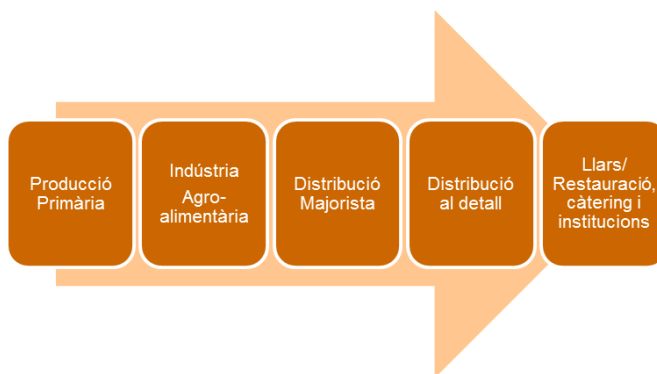 Producció
Primària
Indústria
Agro-
alimentària
Distribució
Majorista
Distribució
al detall
Llars/
Restauració,
càtering i
institucions